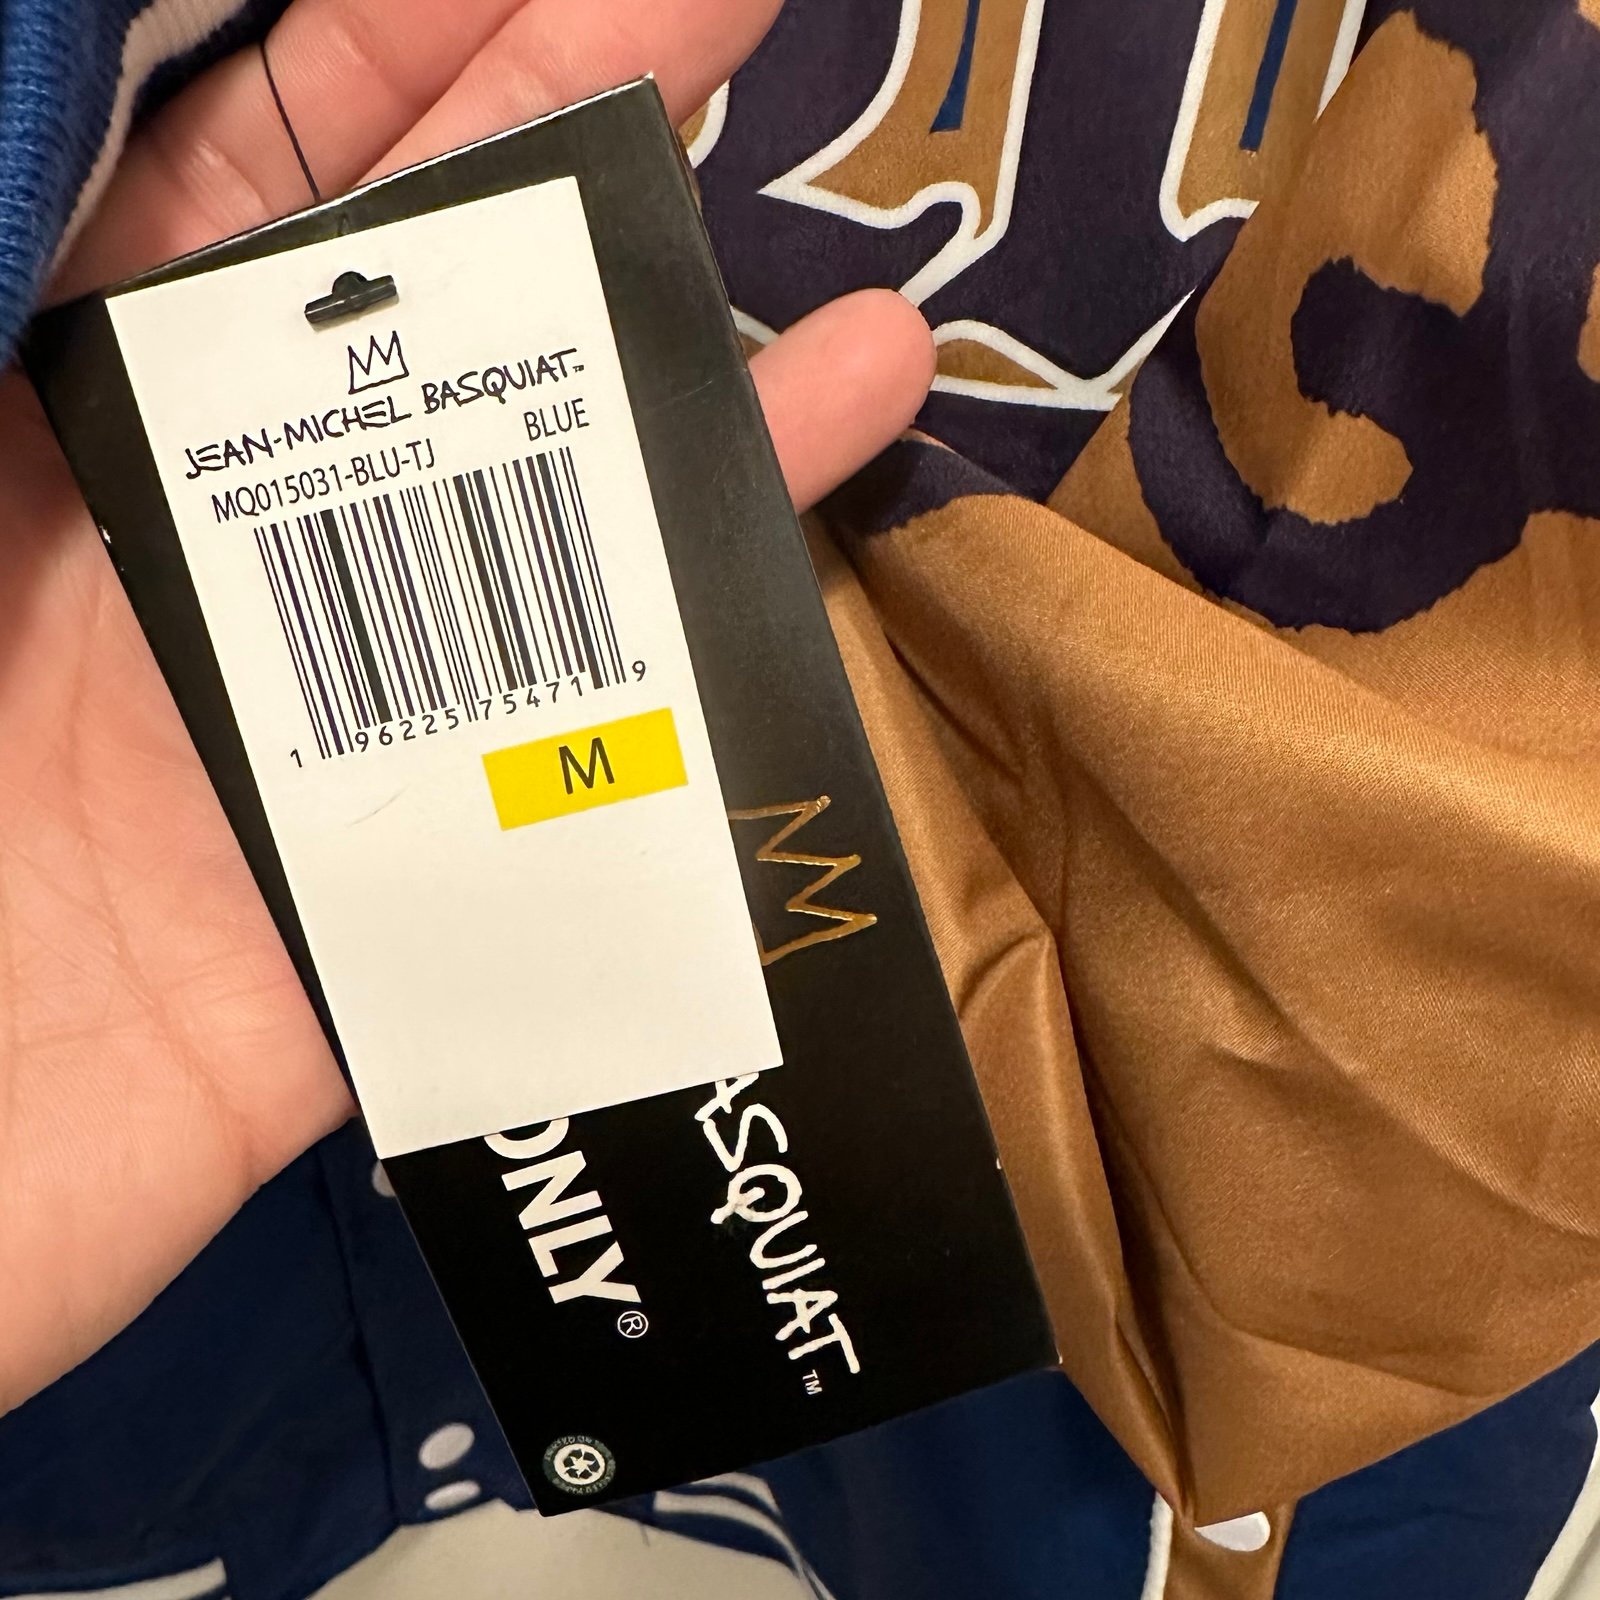 JEAN-MICHEL BASQUIAT™
MQ015031-BLU-TJ BLUE
1 96225 75471 9
M
ASQUIAT™
ONLY®